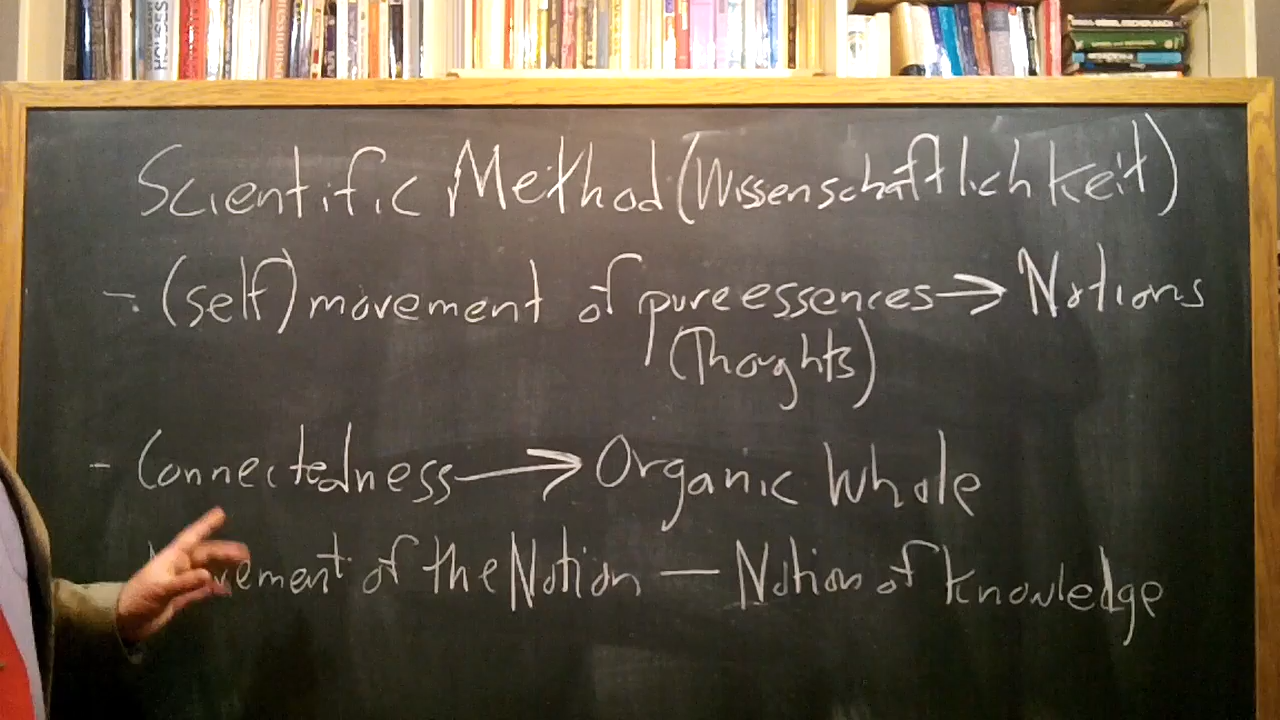 Scientific Method (Wissenschaftlichkeit)
- (self) movement of pure essences → Notions
(Thoughts)
- Connectedness → Organic Whole
of the Notion — Notion of knowledge